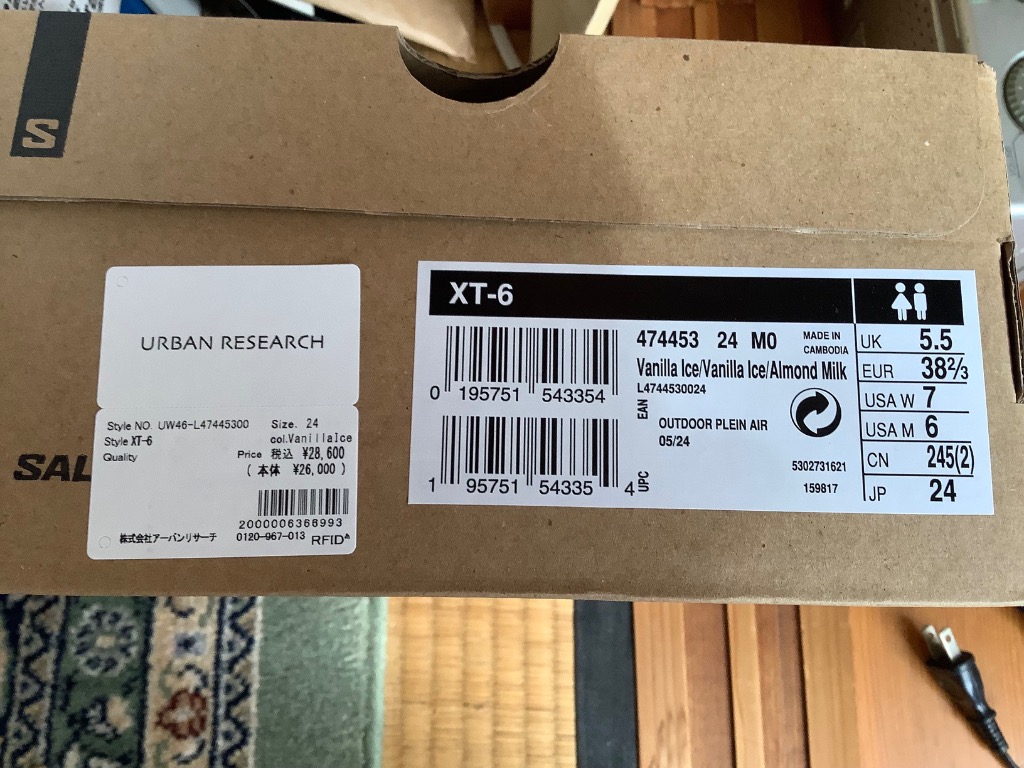 S
SAL
URBAN RESEARCH
Style NO. UW46-L47445300 Size. 24
Style XT-6 col.VanillaIce
Quality Price 税込 ¥28,600
( 本体 ¥26,000 )
2000006368993
株式会社アーバンリサーチ 0120-967-013 RFID
XT-6
0 195751 543354
474453 24 M0 MADE IN CAMBODIA
Vanilla Ice/Vanilla Ice/Almond Milk
L4744530024
EAN
OUTDOOR PLEIN AIR
05/24
1 95751 54335 4
UPC
5302731621
159817
UK 5.5
EUR 38⅔
USA W 7
USA M 6
CN 245(2)
JP 24